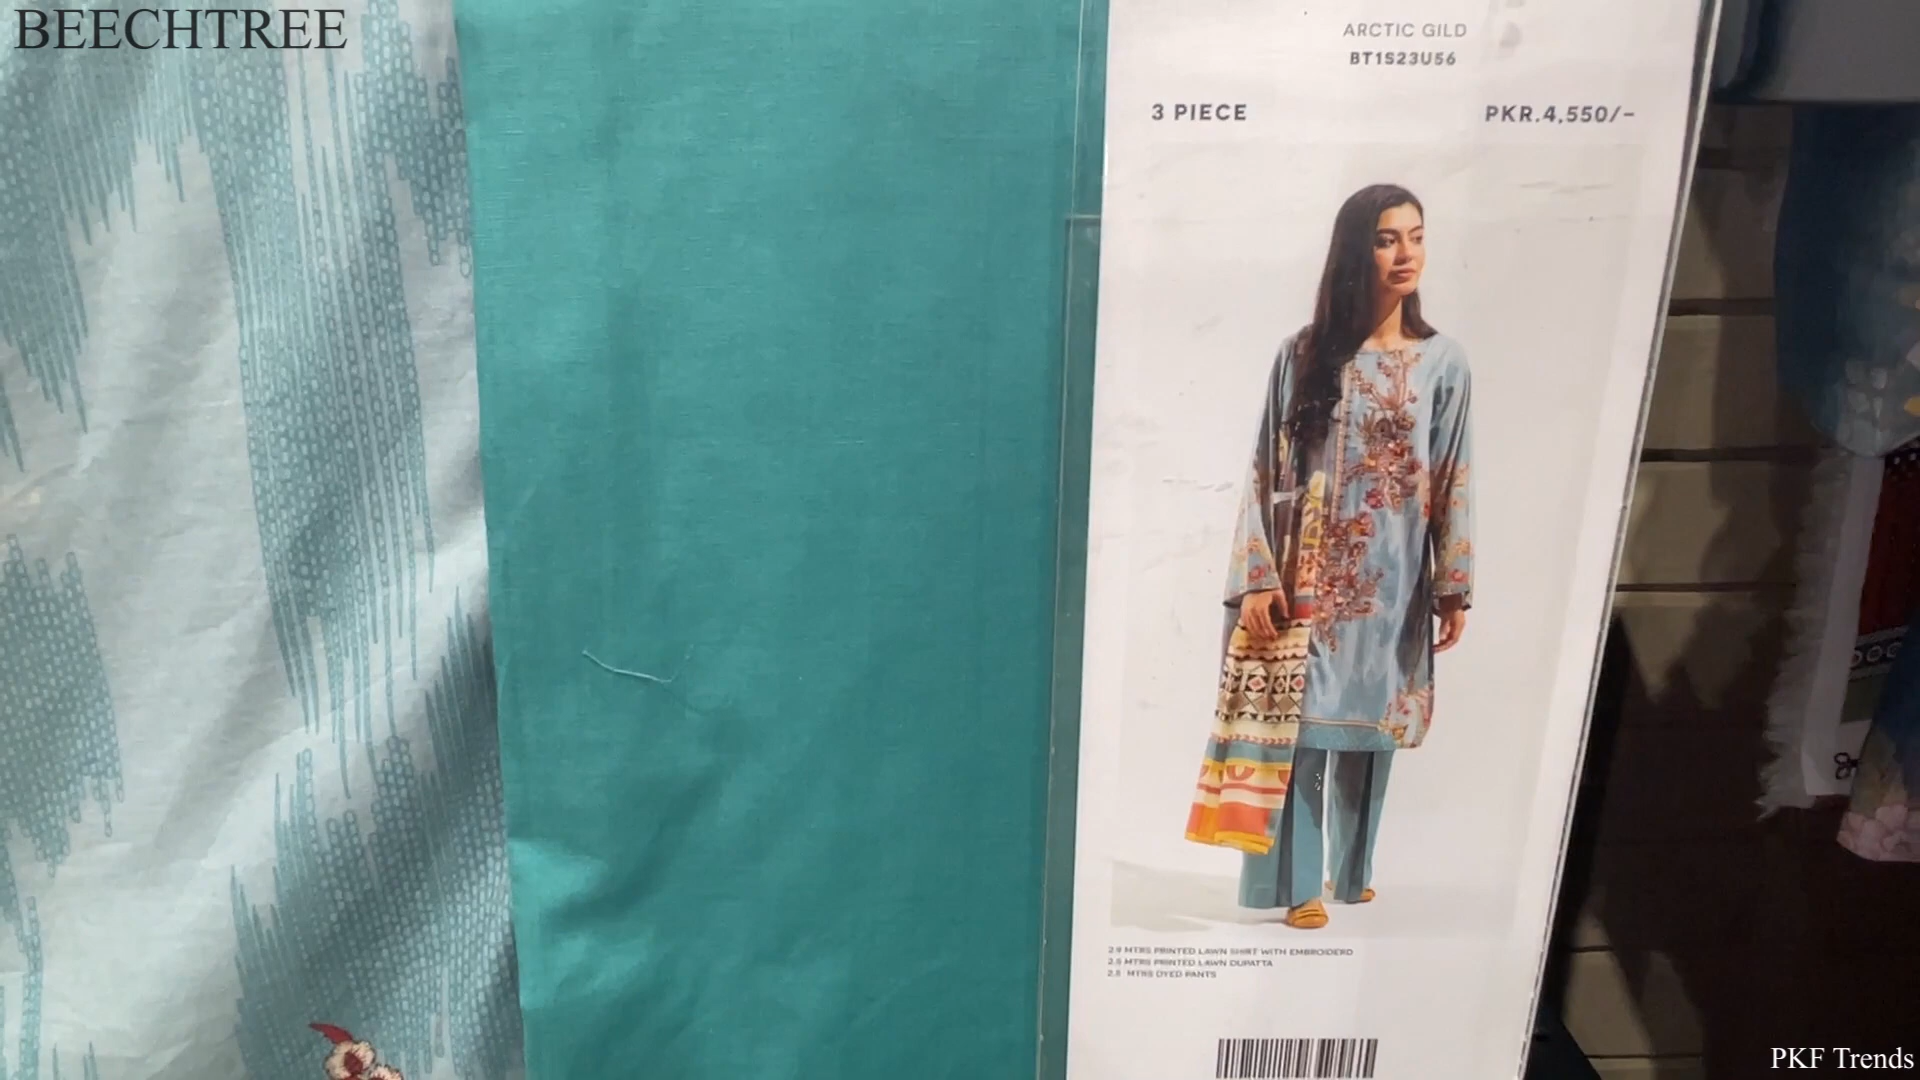 BEECHTREE
ARCTIC GILD
BT1S23U56
3 PIECE
PKR.4,550/-
2.9 MTRS PRINTED LAWN SHIRT WITH EMBROIDERD
2.5 MTRS PRINTED LAWN DUPATTA
2.5 MTRS DYED PANTS
PKF Trends